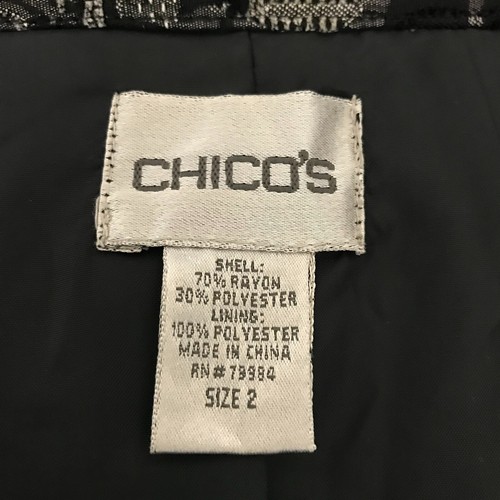 CHICO'S
SHELL:
70% RAYON
30% POLYESTER
LINING:
100% POLYESTER
MADE IN CHINA
RN# 79984
SIZE 2